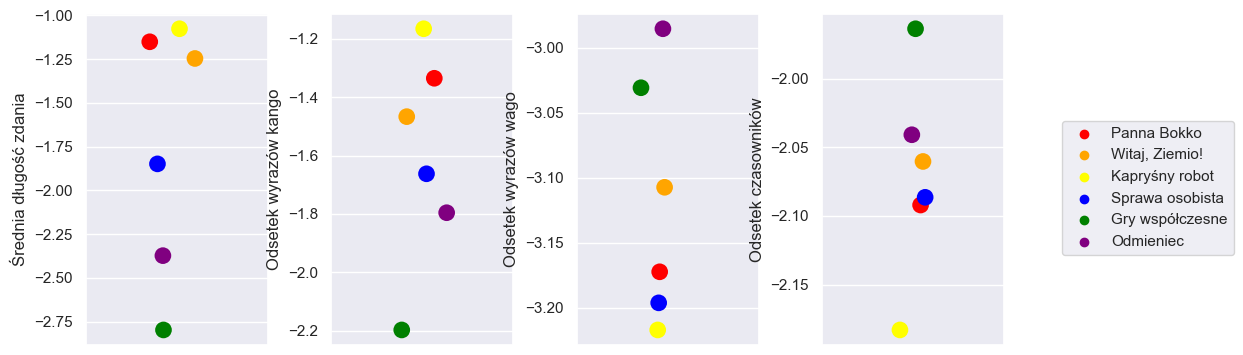 Średnia długość zdania
−1.00
−1.25
−1.50
−1.75
−2.00
−2.25
−2.50
−2.75
Odsetek wyrazów kango
−1.2
−1.4
−1.6
−1.8
−2.0
−2.2
Odsetek wyrazów wago
−3.00
−3.05
−3.10
−3.15
−3.20
Odsetek czasowników
−2.00
−2.05
−2.10
−2.15
Panna Bokko
Witaj, Ziemio!
Kapryśny robot
Sprawa osobista
Gry współczesne
Odmieniec